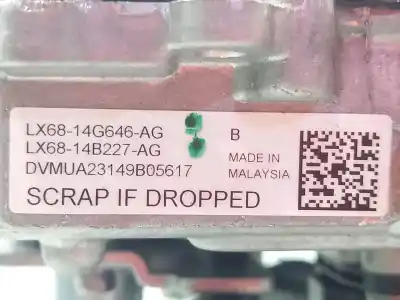 LX68-14G646-AG
B
LX68-14B227-AG
DVMUA23149B05617
MADE IN
MALAYSIA
SCRAP IF DROPPED